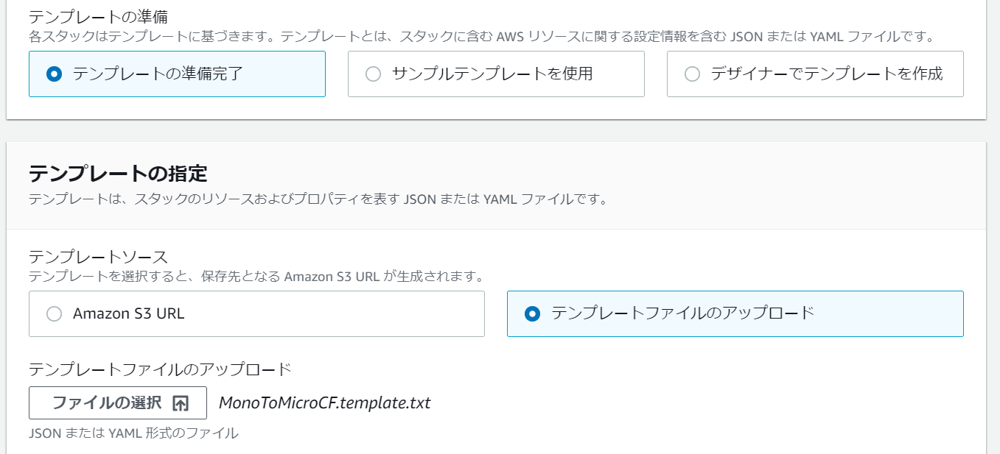 テンプレートの準備
各スタックはテンプレートに基づきます。テンプレートとは、スタックに含む AWS リソースに関する設定情報を含む JSON または YAML ファイルです。
テンプレートの準備完了
サンプルテンプレートを使用
デザイナーでテンプレートを作成
テンプレートの指定
テンプレートは、スタックのリソースおよびプロパティを表す JSON または YAML ファイルです。
テンプレートソース
テンプレートを選択すると、保存先となる Amazon S3 URL が生成されます。
Amazon S3 URL
テンプレートファイルのアップロード
テンプレートファイルのアップロード
ファイルの選択
MonoToMicroCF.template.txt
JSON または YAML 形式のファイル